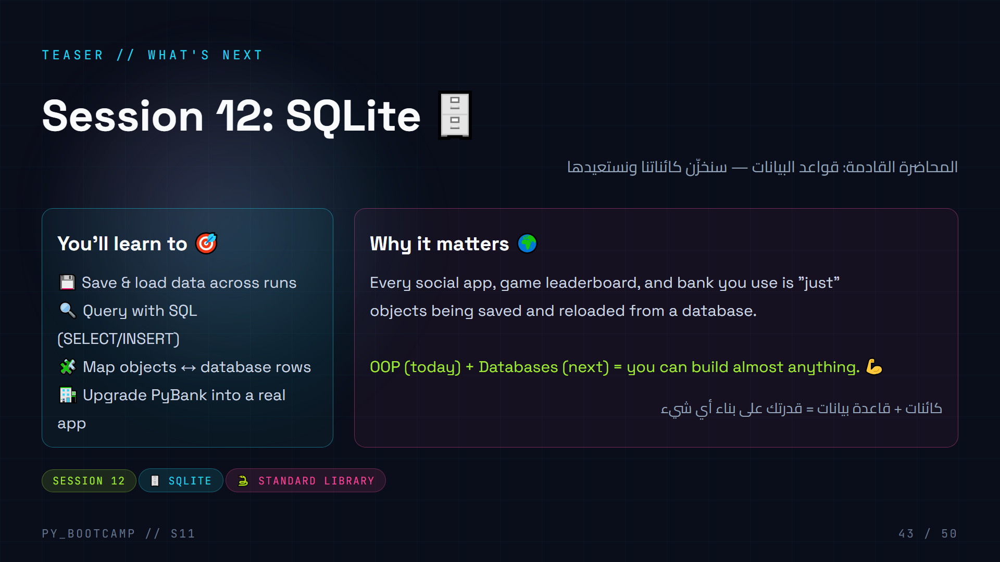 TEASER // WHAT'S NEXT
Session 12: SQLite 🗄️
المحاضرة القادمة: قواعد البيانات — سنخزّن كائناتنا ونستعيدها
You’ll learn to 🎯
💾 Save & load data across runs
🔍 Query with SQL
(SELECT/INSERT)
🧩 Map objects ↔ database rows
🏦 Upgrade PyBank into a real
app
Why it matters 🌍
Every social app, game leaderboard, and bank you use is ”just”
objects being saved and reloaded from a database.
OOP (today) + Databases (next) = you can build almost anything. 💪
كائنات + قاعدة بيانات = قدرتك على بناء أي شيء
SESSION 12
🗄️ SQLITE
🐍 STANDARD LIBRARY
PY_BOOTCAMP // S11
43 / 50